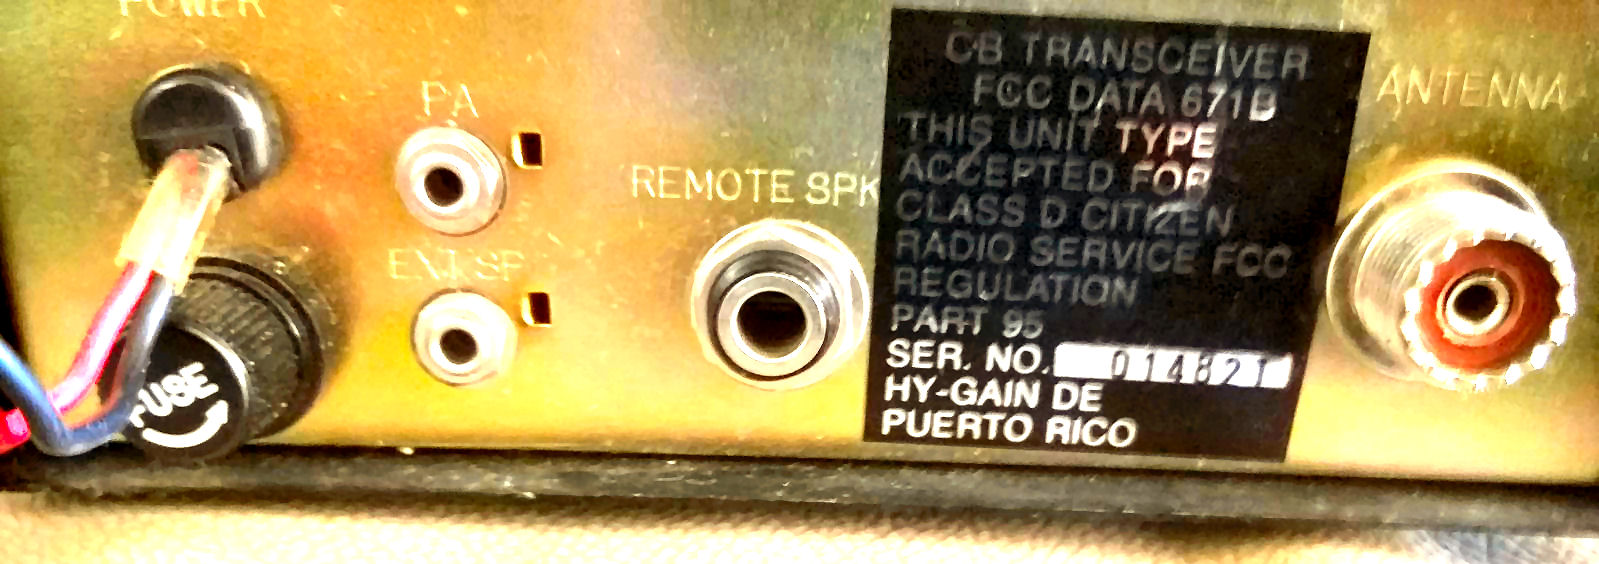 POWER
PA
EXT SP
REMOTE SPK
FUSE
CB TRANSCEIVER
FCC DATA 671B
THIS UNIT TYPE
ACCEPTED FOR
CLASS D CITIZEN
RADIO SERVICE FCC
REGULATION
PART 95
SER. NO. 014821
HY-GAIN DE
PUERTO RICO
ANTENNA